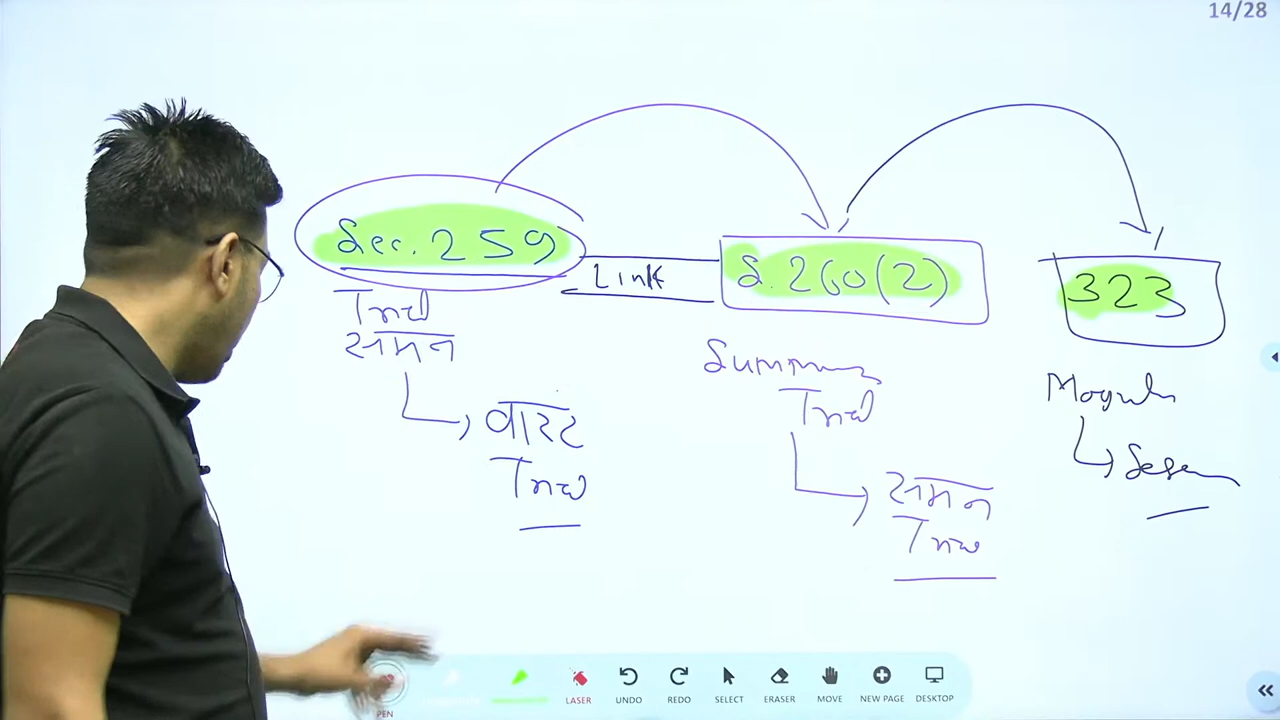 14/28
Sec. 259
Link
S. 260(2)
323
Trial
समन
वारंट
Trial
Summary
Trial
समन
Trial
PEN
LASER
UNDO
REDO
SELECT
ERASER
MOVE
NEW PAGE
DESKTOP